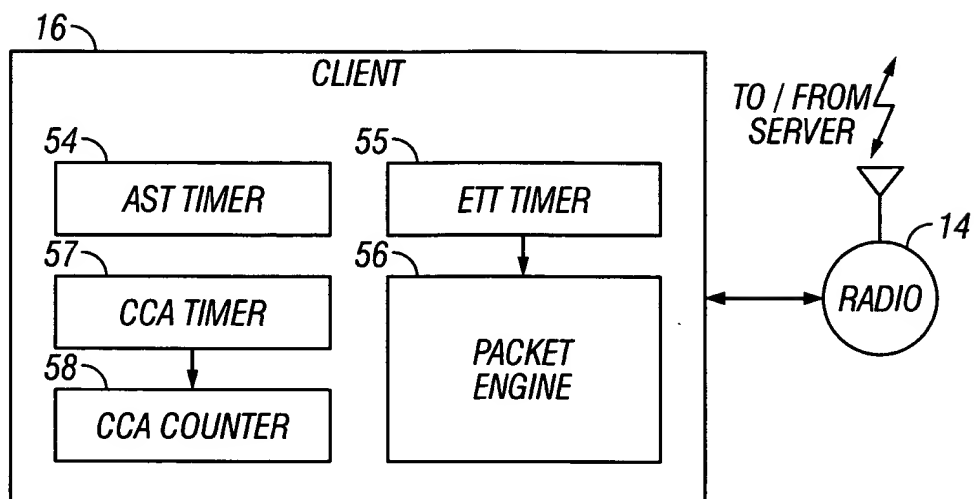 16
CLIENT
TO / FROM
SERVER
54
AST TIMER
55
ETT TIMER
57
CCA TIMER
56
PACKET
ENGINE
58
CCA COUNTER
14
RADIO